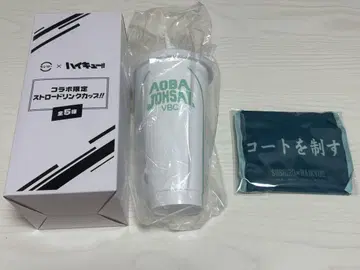 ハイキュー!!
コラボ限定
ストロードリンクカップ!!
全5種
AOBA
JOHSAI
VBC
コートを制す